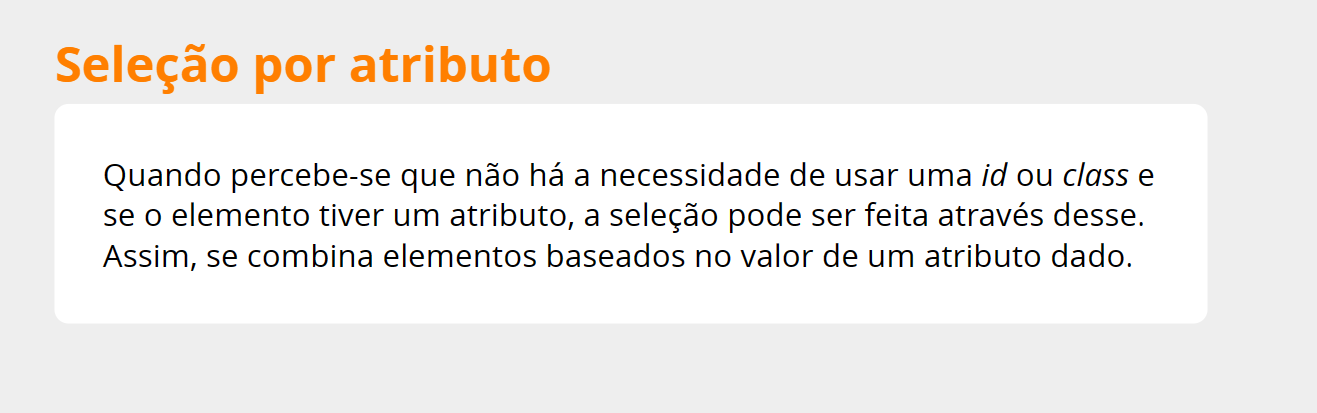 Seleção por atributo
Quando percebe-se que não há a necessidade de usar uma id ou class e
se o elemento tiver um atributo, a seleção pode ser feita através desse.
Assim, se combina elementos baseados no valor de um atributo dado.